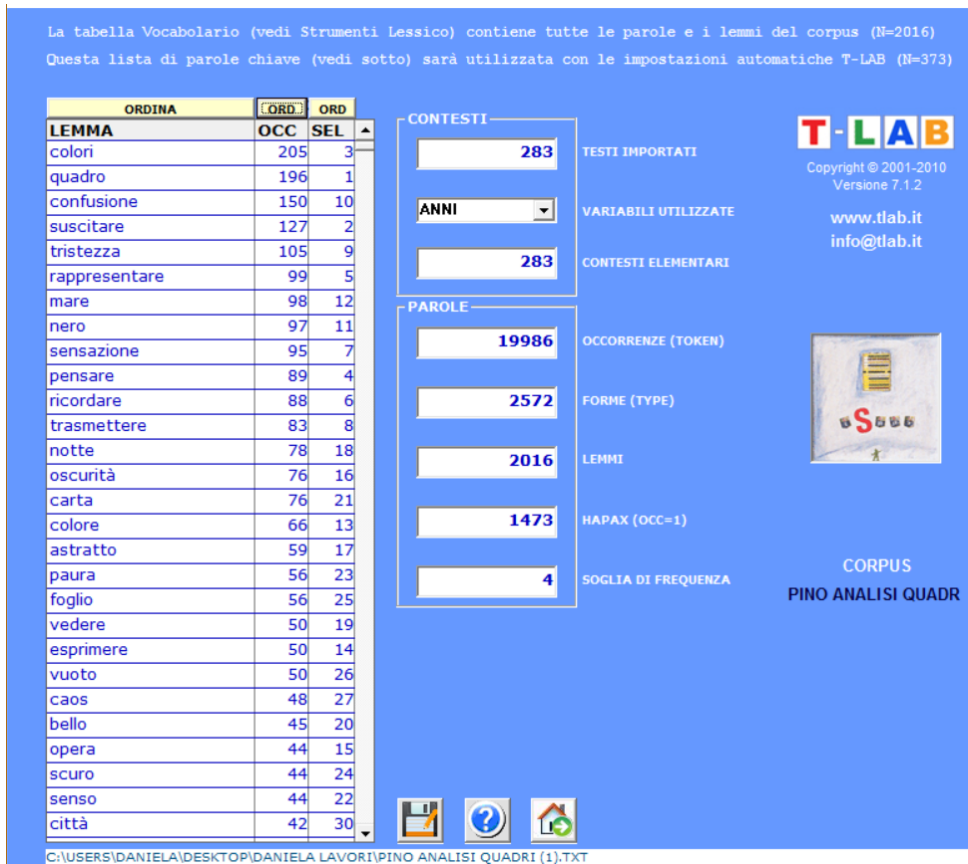 La tabella Vocabolario (vedi Strumenti Lessico) contiene tutte le parole e i lemmi del corpus (N=2016)
Questa lista di parole chiave (vedi sotto) sarà utilizzata con le impostazioni automatiche T-LAB (N=373)
ORDINA ORD ORD
LEMMA OCC SEL
colori 205 3
quadro 196 1
confusione 150 10
suscitare 127 2
tristezza 105 9
rappresentare 99 5
mare 98 12
nero 97 11
sensazione 95 7
pensare 89 4
ricordare 88 6
trasmettere 83 8
notte 78 18
oscurità 76 16
carta 76 21
colore 66 13
astratto 59 17
paura 56 23
foglio 56 25
vedere 50 19
esprimere 50 14
vuoto 50 26
caos 48 27
bello 45 20
opera 44 15
scuro 44 24
senso 44 22
città 42 30
CONTESTI
283 TESTI IMPORTATI
ANNI VARIABILI UTILIZZATE
283 CONTESTI ELEMENTARI
PAROLE
19986 OCCORRENZE (TOKEN)
2572 FORME (TYPE)
2016 LEMMI
1473 HAPAX (OCC=1)
4 SOGLIA DI FREQUENZA
T-LAB
Copyright © 2001-2010
Versione 7.1.2
www.tlab.it
info@tlab.it
S
CORPUS
PINO ANALISI QUADR
C:\USERS\DANIELA\DESKTOP\DANIELA LAVORI\PINO ANALISI QUADRI (1).TXT